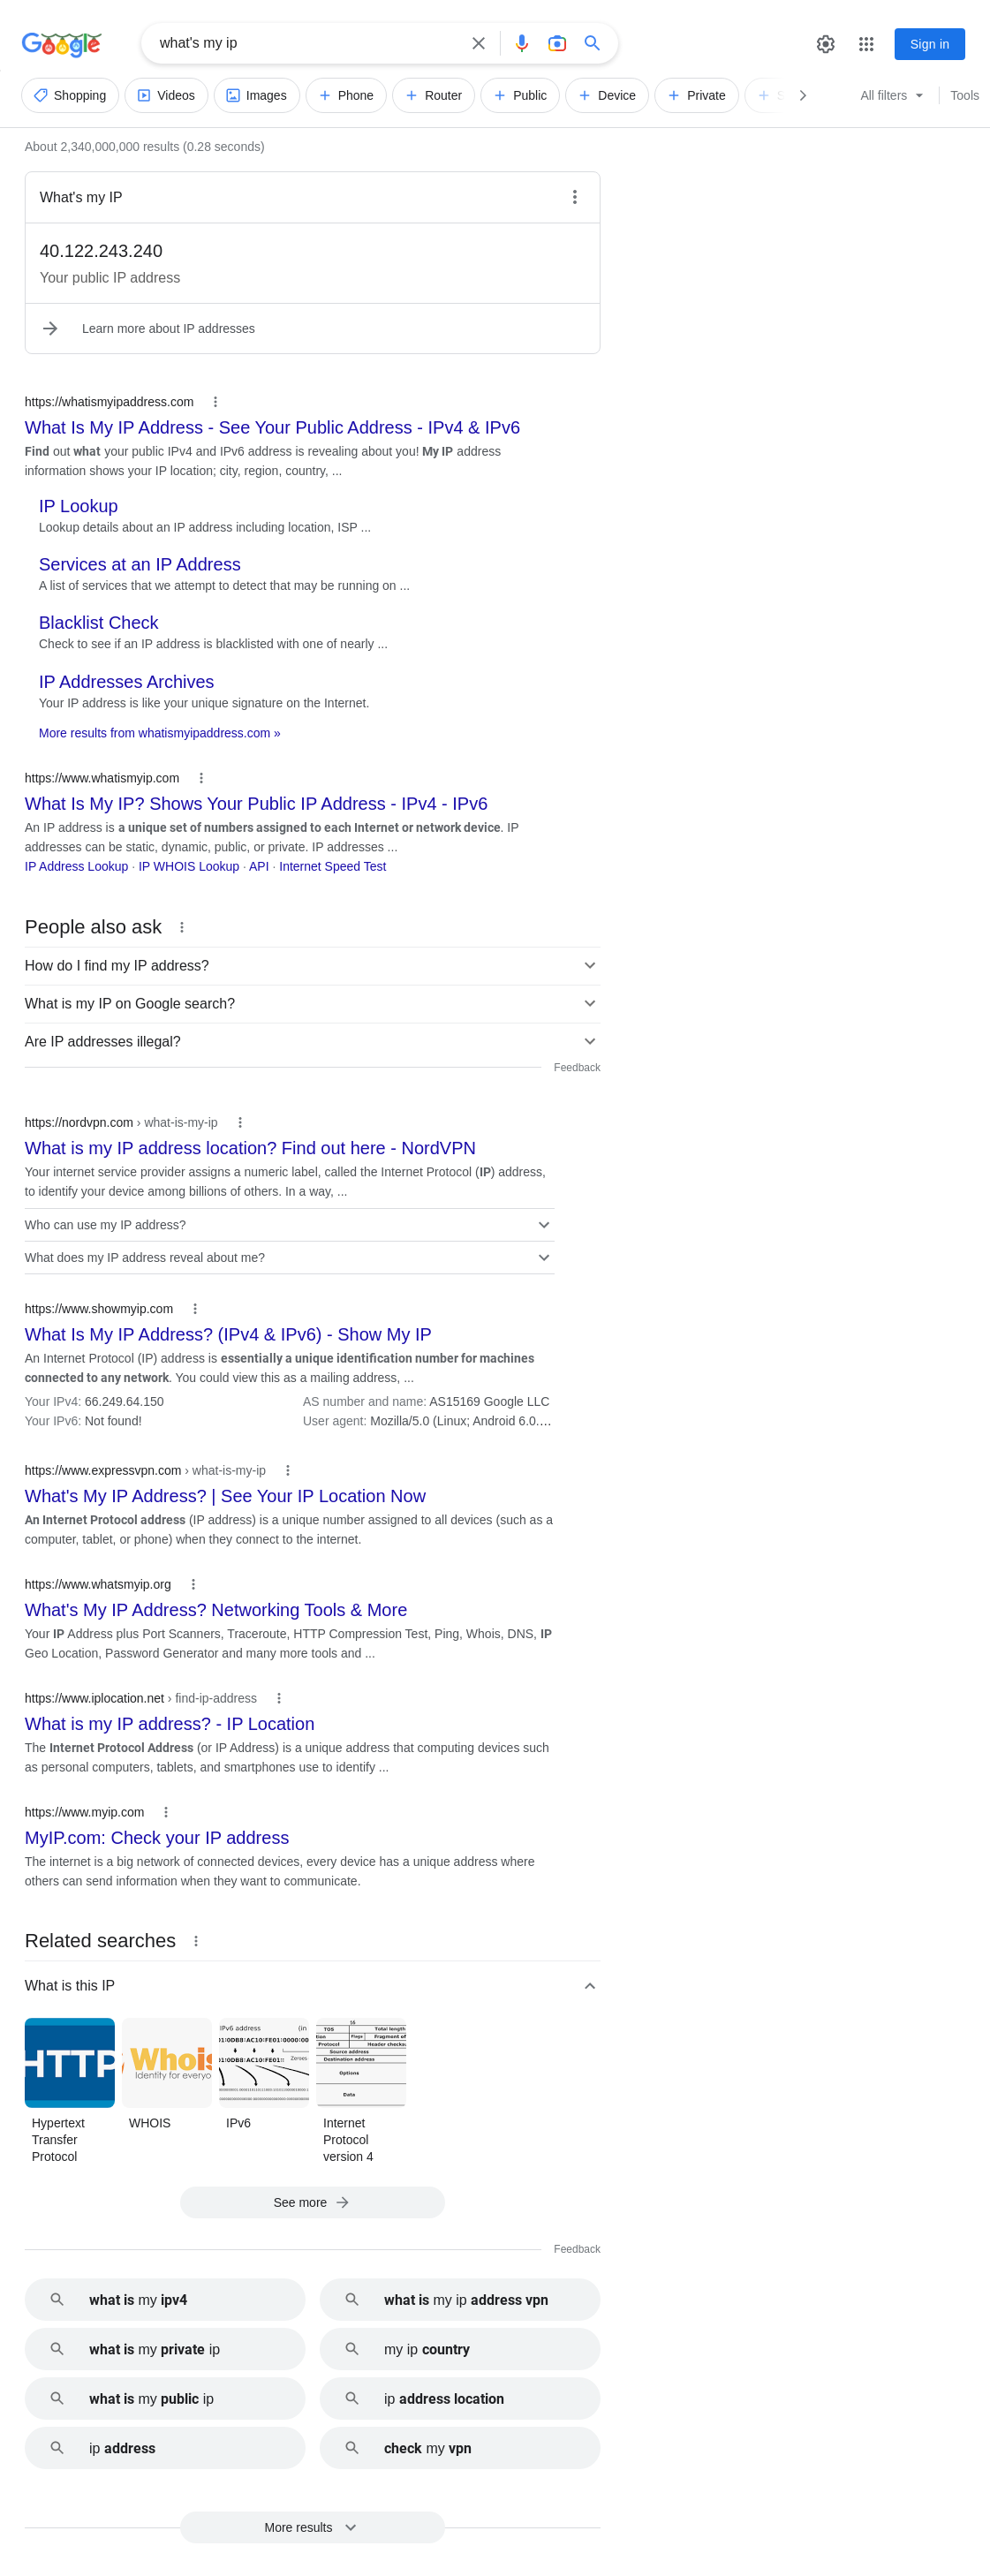 Google
what's my ip
Sign in
Shopping
Videos
Images
Phone
Router
Public
Device
Private
All filters
Tools
About 2,340,000,000 results (0.28 seconds)
What's my IP
40.122.243.240
Your public IP address
Learn more about IP addresses
https://whatismyipaddress.com
What Is My IP Address - See Your Public Address - IPv4 & IPv6
Find out what your public IPv4 and IPv6 address is revealing about you! My IP address
information shows your IP location; city, region, country, ...
IP Lookup
Lookup details about an IP address including location, ISP ...
Services at an IP Address
A list of services that we attempt to detect that may be running on ...
Blacklist Check
Check to see if an IP address is blacklisted with one of nearly ...
IP Addresses Archives
Your IP address is like your unique signature on the Internet.
More results from whatismyipaddress.com »
https://www.whatismyip.com
What Is My IP? Shows Your Public IP Address - IPv4 - IPv6
An IP address is a unique set of numbers assigned to each Internet or network device. IP
addresses can be static, dynamic, public, or private. IP addresses ...
IP Address Lookup · IP WHOIS Lookup · API · Internet Speed Test
People also ask
How do I find my IP address?
What is my IP on Google search?
Are IP addresses illegal?
Feedback
https://nordvpn.com › what-is-my-ip
What is my IP address location? Find out here - NordVPN
Your internet service provider assigns a numeric label, called the Internet Protocol (IP) address,
to identify your device among billions of others. In a way, ...
Who can use my IP address?
What does my IP address reveal about me?
https://www.showmyip.com
What Is My IP Address? (IPv4 & IPv6) - Show My IP
An Internet Protocol (IP) address is essentially a unique identification number for machines
connected to any network. You could view this as a mailing address, ...
Your IPv4: 66.249.64.150
AS number and name: AS15169 Google LLC
Your IPv6: Not found!
User agent: Mozilla/5.0 (Linux; Android 6.0....
https://www.expressvpn.com › what-is-my-ip
What's My IP Address? | See Your IP Location Now
An Internet Protocol address (IP address) is a unique number assigned to all devices (such as a
computer, tablet, or phone) when they connect to the internet.
https://www.whatsmyip.org
What's My IP Address? Networking Tools & More
Your IP Address plus Port Scanners, Traceroute, HTTP Compression Test, Ping, Whois, DNS, IP
Geo Location, Password Generator and many more tools and ...
https://www.iplocation.net › find-ip-address
What is my IP address? - IP Location
The Internet Protocol Address (or IP Address) is a unique address that computing devices such
as personal computers, tablets, and smartphones use to identify ...
https://www.myip.com
MyIP.com: Check your IP address
The internet is a big network of connected devices, every device has a unique address where
others can send information when they want to communicate.
Related searches
What is this IP
HTTP
Whois
Identity for everyo
IPv6 address (in
Zeroes
16
TOS Total length
Flags Fragment of
Protocol Header checksu
Source address
Destination address
Options
Data
Hypertext
Transfer
Protocol
WHOIS
IPv6
Internet
Protocol
version 4
See more
Feedback
what is my ipv4
what is my ip address vpn
what is my private ip
my ip country
what is my public ip
ip address location
ip address
check my vpn
More results